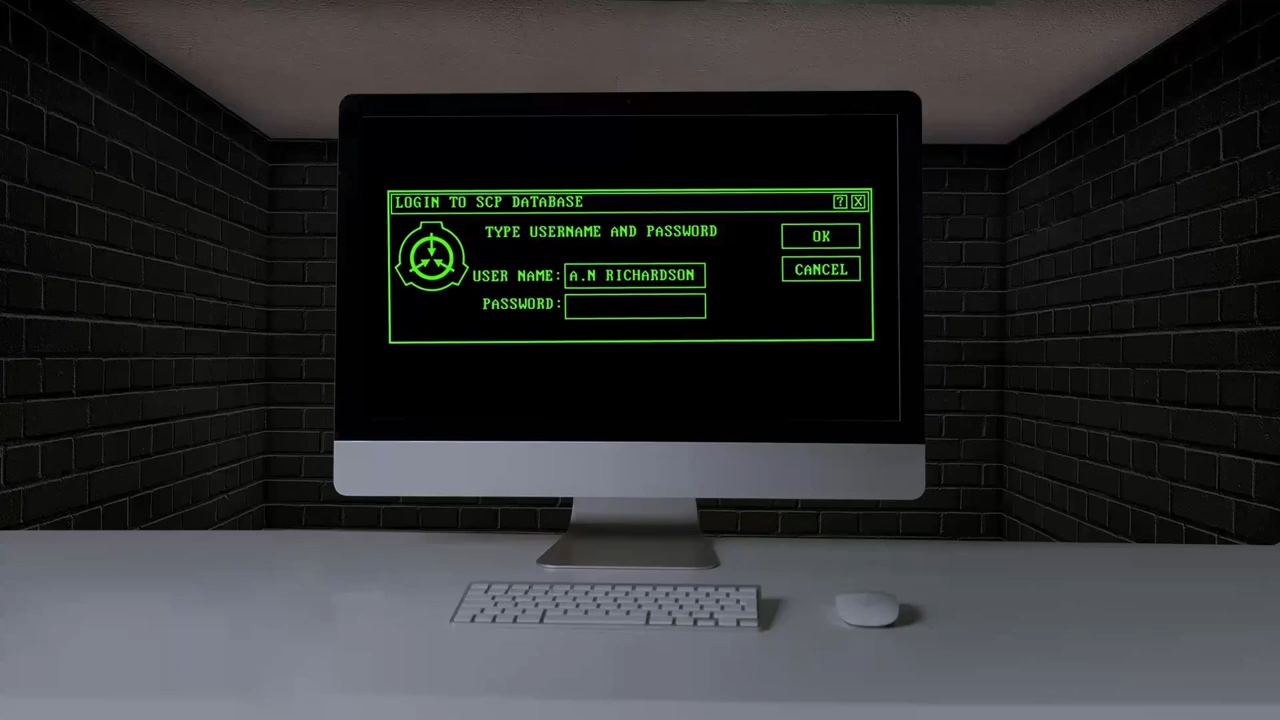 LOGIN TO SCP DATABASE ? X
TYPE USERNAME AND PASSWORD
OK
USER NAME: A.N RICHARDSON
CANCEL
PASSWORD: